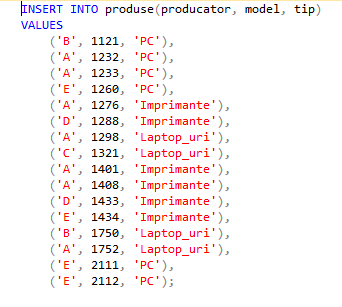 INSERT INTO produse(producator, model, tip)
VALUES
('B', 1121, 'PC'),
('A', 1232, 'PC'),
('A', 1233, 'PC'),
('E', 1260, 'PC'),
('A', 1276, 'Imprimante'),
('D', 1288, 'Imprimante'),
('A', 1298, 'Laptop_uri'),
('C', 1321, 'Laptop_uri'),
('A', 1401, 'Imprimante'),
('A', 1408, 'Imprimante'),
('D', 1433, 'Imprimante'),
('E', 1434, 'Imprimante'),
('B', 1750, 'Laptop_uri'),
('A', 1752, 'Laptop_uri'),
('E', 2111, 'PC'),
('E', 2112, 'PC');